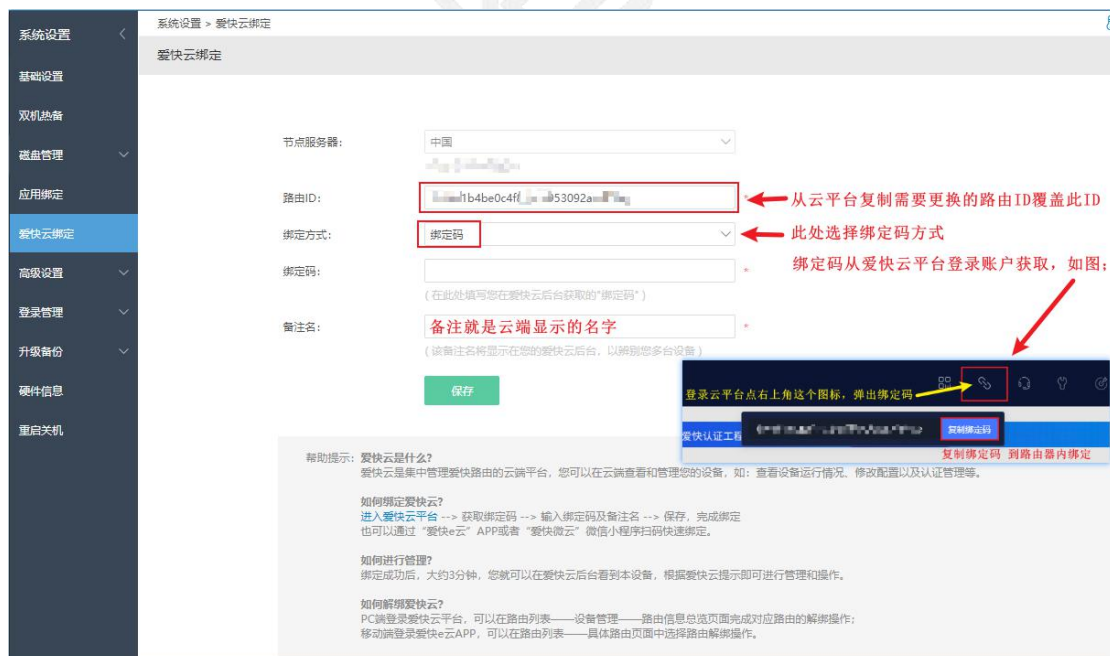 系统设置
系统设置 > 爱快云绑定
爱快云绑定
基础设置
双机热备
磁盘管理
应用绑定
爱快云绑定
高级设置
登录管理
升级备份
硬件信息
重启关机
节点服务器: 中国
路由ID: 1b4be0c4f 53092a *
从云平台复制需要更换的路由ID覆盖此ID
绑定方式: 绑定码
此处选择绑定码方式
绑定码从爱快云平台登录账户获取，如图;
绑定码: *
(在此处填写您在爱快云后台获取的"绑定码")
备注名: 备注就是云端显示的名字 *
(该备注名将显示在您的爱快云后台，以辨别您多台设备)
保存
登录云平台点右上角这个图标，弹出绑定码
爱快认证工程
复制绑定码
复制绑定码 到路由器内绑定
帮助提示: 爱快云是什么?
爱快云是集中管理爱快路由的云端平台，您可以在云端查看和管理您的设备，如：查看设备运行情况、修改配置以及认证管理等。
如何绑定爱快云?
进入爱快云平台 --> 获取绑定码 --> 输入绑定码及备注名 --> 保存，完成绑定
也可以通过“爱快e云”APP或者“爱快微云”微信小程序扫码快速绑定。
如何进行管理?
绑定成功后，大约3分钟，您就可以在爱快云后台看到本设备，根据爱快云提示即可进行管理和操作。
如何解绑爱快云?
PC端登录爱快云平台，可以在路由列表——设备管理——路由信息总览页面完成对应路由的解绑操作;
移动端登录爱快e云APP，可以在路由列表——具体路由页面中选择路由解绑操作。